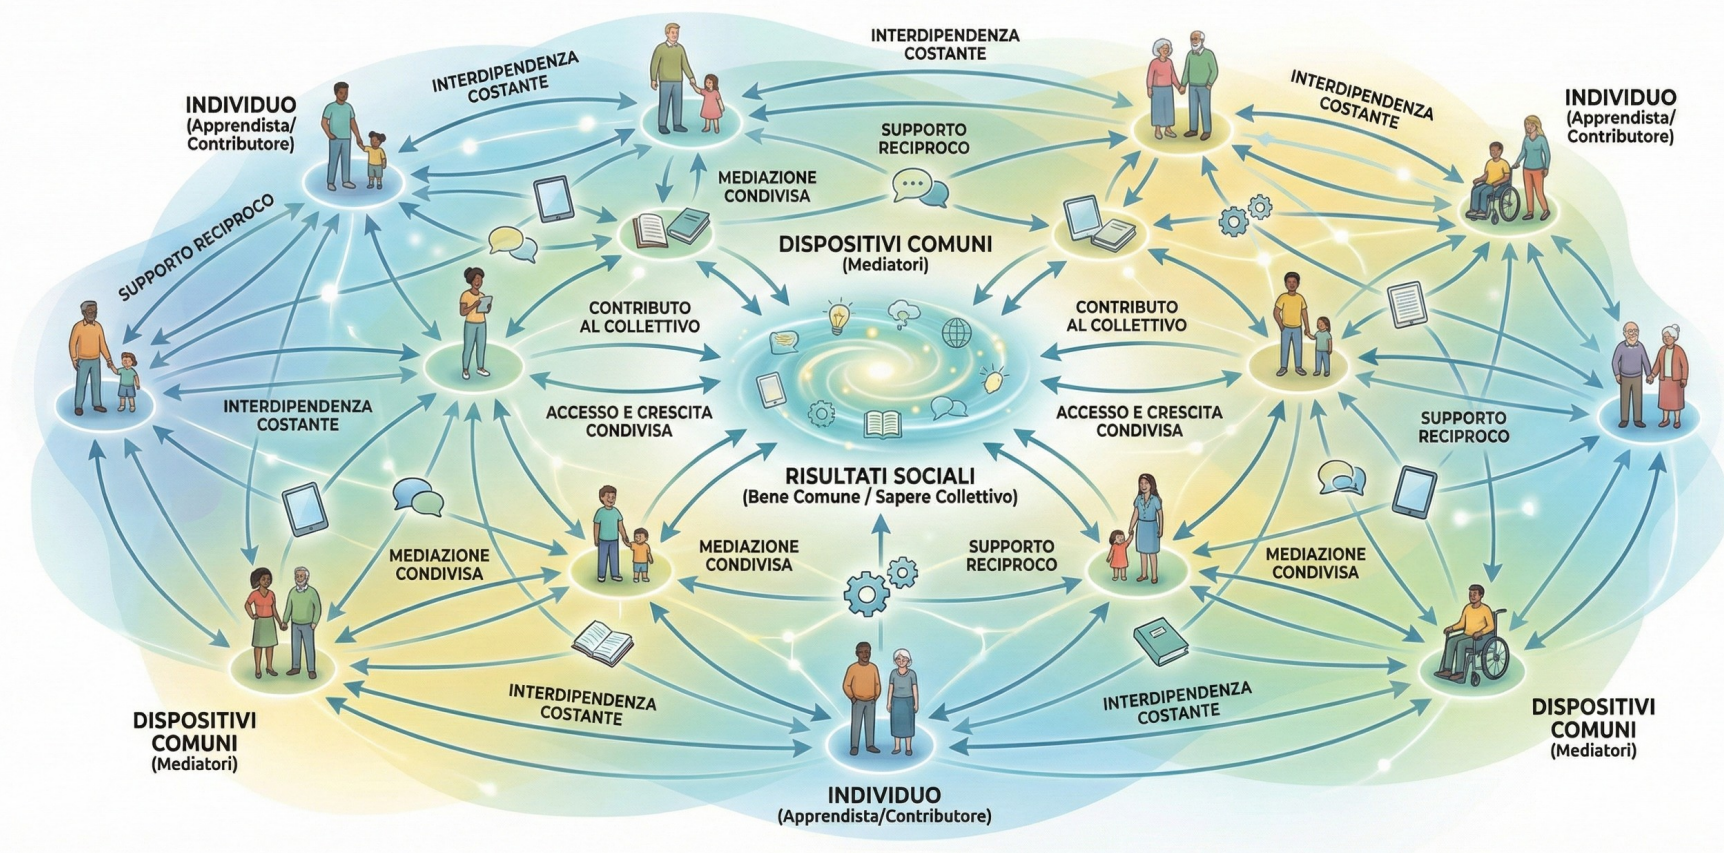 INTERDIPENDENZA
COSTANTE
INTERDIPENDENZA
COSTANTE
INTERDIPENDENZA
COSTANTE
INDIVIDUO
(Apprendista/
Contributore)
INDIVIDUO
(Apprendista/
Contributore)
SUPPORTO
RECIPROCO
MEDIAZIONE
CONDIVISA
SUPPORTO RECIPROCO
DISPOSITIVI COMUNI
(Mediatori)
CONTRIBUTO
AL COLLETTIVO
CONTRIBUTO
AL COLLETTIVO
INTERDIPENDENZA
COSTANTE
ACCESSO E CRESCITA
CONDIVISA
ACCESSO E CRESCITA
CONDIVISA
SUPPORTO
RECIPROCO
RISULTATI SOCIALI
(Bene Comune / Sapere Collettivo)
MEDIAZIONE
CONDIVISA
MEDIAZIONE
CONDIVISA
SUPPORTO
RECIPROCO
MEDIAZIONE
CONDIVISA
INTERDIPENDENZA
COSTANTE
INTERDIPENDENZA
COSTANTE
DISPOSITIVI
COMUNI
(Mediatori)
DISPOSITIVI
COMUNI
(Mediatori)
INDIVIDUO
(Apprendista/Contributore)